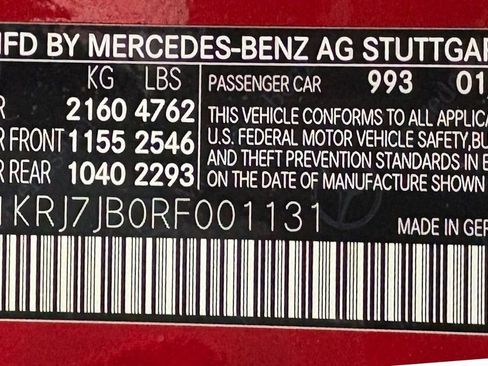 MFD BY MERCEDES-BENZ AG STUTTGAR
KG LBS
PASSENGER CAR 993 01
R 2160 4762
THIS VEHICLE CONFORMS TO ALL APPLICA
R FRONT 1155 2546
U.S. FEDERAL MOTOR VEHICLE SAFETY, BU
AND THEFT PREVENTION STANDARDS IN E
R REAR 1040 2293
ON THE DATE OF MANUFACTURE SHOWN
1KRJ7JB0RF001131
MADE IN GER